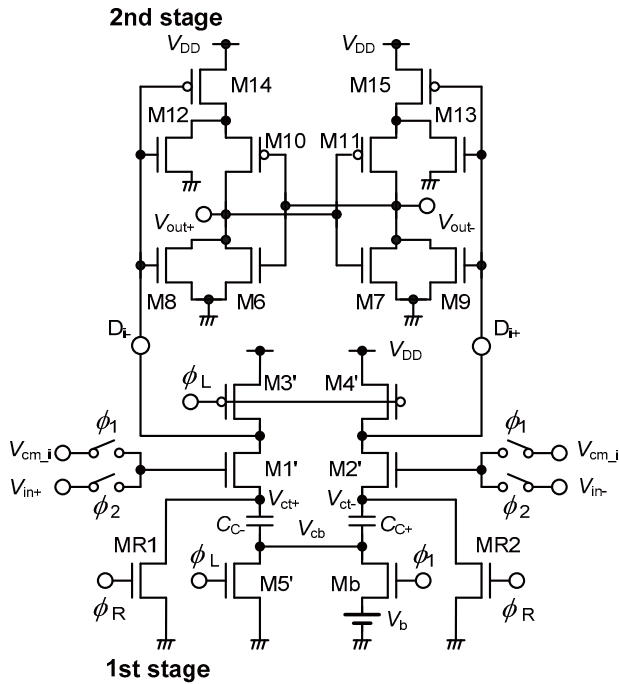 2nd stage
VDD VDD
M14 M15
M12 M13
M10 M11
Vout+ Vout-
M8 M6 M7 M9
Di- Di+
VDD
ϕL M3' M4'
ϕ1 ϕ1
Vcm_i Vcm_i
M1' M2'
Vin+ Vin-
ϕ2 ϕ2
Vct+ Vct-
CC- CC+
Vcb
MR1 MR2
ϕL ϕ1
M5' Mb
ϕR ϕR
Vb
1st stage